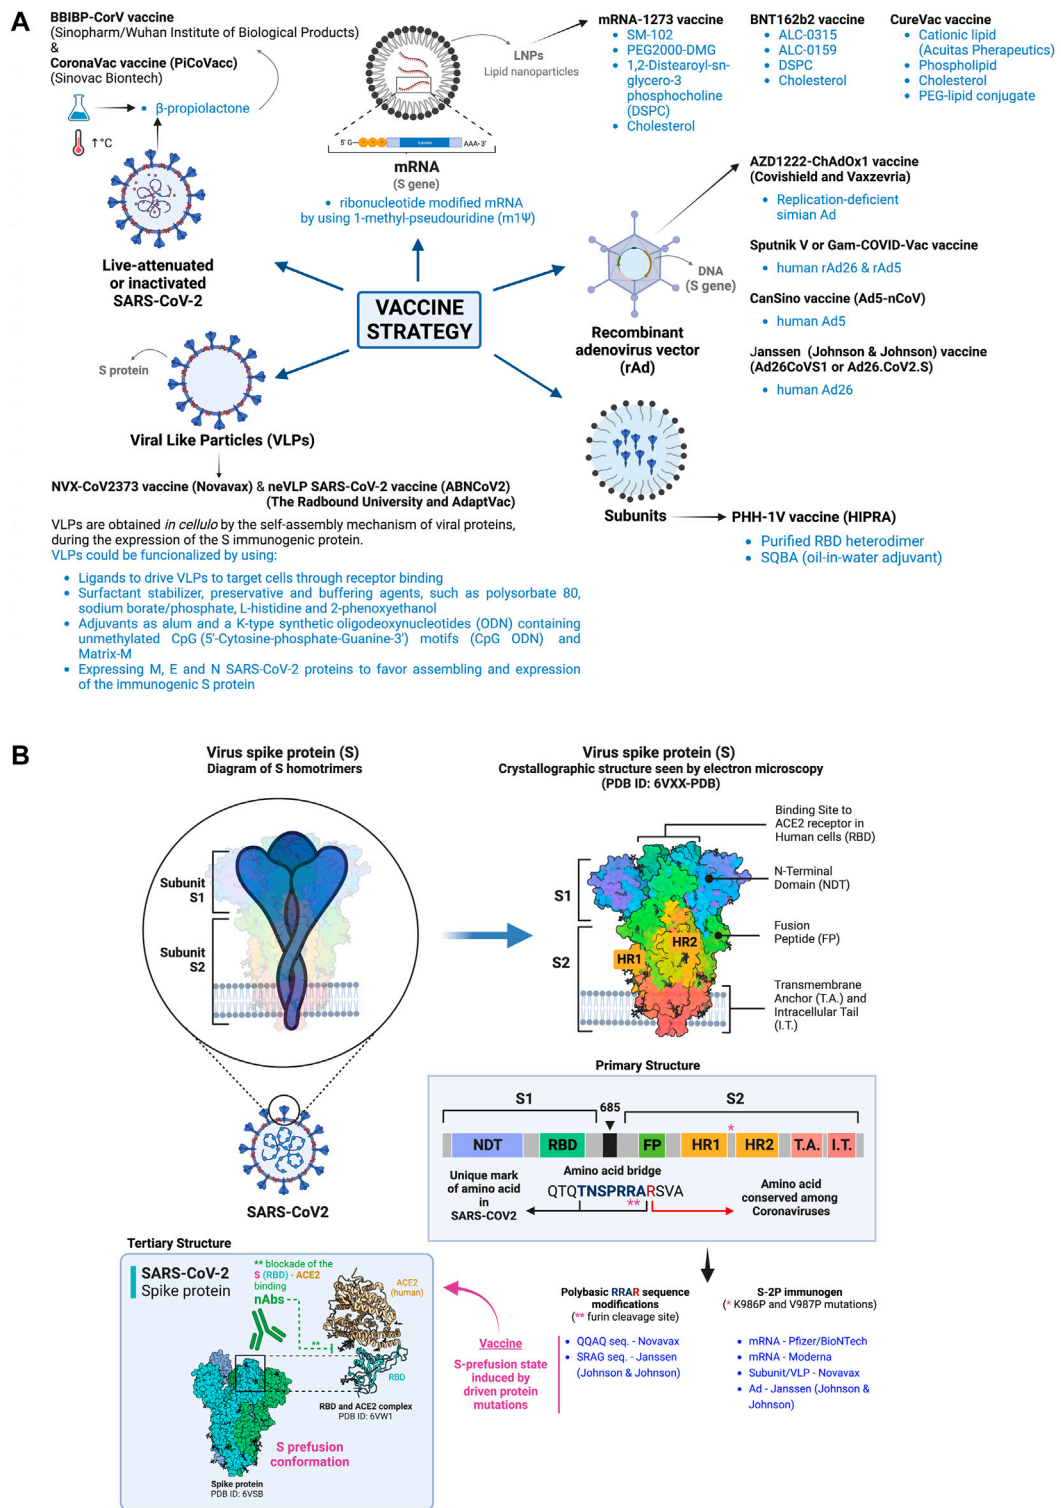 A
BBIBP-CorV vaccine
(Sinopharm/Wuhan Institute of Biological Products)
&
CoronaVac vaccine (PiCoVacc)
(Sinovac Biontech)
• β-propiolactone
↑°C
Live-attenuated
or inactivated
SARS-CoV-2
LNPs
Lipid nanoparticles
5' G
S protein
AAA-3'
mRNA
(S gene)
• ribonucleotide modified mRNA
by using 1-methyl-pseudouridine (m1Ψ)
mRNA-1273 vaccine
• SM-102
• PEG2000-DMG
• 1,2-Distearoyl-sn-
glycero-3
phosphocholine
(DSPC)
• Cholesterol
BNT162b2 vaccine
• ALC-0315
• ALC-0159
• DSPC
• Cholesterol
CureVac vaccine
• Cationic lipid
(Acuitas Pherapeutics)
• Phospholipid
• Cholesterol
• PEG-lipid conjugate
VACCINE
STRATEGY
DNA
(S gene)
Recombinant
adenovirus vector
(rAd)
AZD1222-ChAdOx1 vaccine
(Covishield and Vaxzevria)
• Replication-deficient
simian Ad
Sputnik V or Gam-COVID-Vac vaccine
• human rAd26 & rAd5
CanSino vaccine (Ad5-nCoV)
• human Ad5
Janssen (Johnson & Johnson) vaccine
(Ad26CoVS1 or Ad26.CoV2.S)
• human Ad26
S protein
Viral Like Particles (VLPs)
NVX-CoV2373 vaccine (Novavax) & neVLP SARS-CoV-2 vaccine (ABNCoV2)
(The Radbound University and AdaptVac)
VLPs are obtained in cellulo by the self-assembly mechanism of viral proteins,
during the expression of the S immunogenic protein.
VLPs could be funcionalized by using:
• Ligands to drive VLPs to target cells through receptor binding
• Surfactant stabilizer, preservative and buffering agents, such as polysorbate 80,
sodium borate/phosphate, L-histidine and 2-phenoxyethanol
• Adjuvants as alum and a K-type synthetic oligodeoxynucleotides (ODN) containing
unmethylated CpG (5'-Cytosine-phosphate-Guanine-3') motifs (CpG ODN) and
Matrix-M
• Expressing M, E and N SARS-CoV-2 proteins to favor assembling and expression
of the immunogenic S protein
Subunits
PHH-1V vaccine (HIPRA)
• Purified RBD heterodimer
• SQBA (oil-in-water adjuvant)
B
Virus spike protein (S)
Diagram of S homotrimers
Subunit
S1
Subunit
S2
SARS-CoV2
Virus spike protein (S)
Crystallographic structure seen by electron microscopy
(PDB ID: 6VXX-PDB)
S1
S2
HR1
HR2
Binding Site to
ACE2 receptor in
Human cells (RBD)
N-Terminal
Domain (NDT)
Fusion
Peptide (FP)
Transmembrane
Anchor (T.A.) and
Intracellular Tail
(I.T.)
Primary Structure
S1
685
S2
*
NDT
RBD
FP
HR1
HR2
T.A.
I.T.
Unique mark
of amino acid
in
SARS-COV2
Amino acid bridge
QTQTNSPRRARSVA
**
Amino acid
conserved among
Coronaviruses
Polybasic RRAR sequence
modifications
(** furin cleavage site)
• QQAQ seq. - Novavax
• SRAG seq. - Janssen
(Johnson & Johnson)
S-2P immunogen
(* K986P and V987P mutations)
• mRNA - Pfizer/BioNTech
• mRNA - Moderna
• Subunit/VLP - Novavax
• Ad - Janssen (Johnson &
Johnson)
Vaccine
S-prefusion state
induced by
driven protein
mutations
Tertiary Structure
SARS-CoV-2
Spike protein
** blockade of the
S (RBD) - ACE2
binding
nAbs
**
ACE2
(human)
RBD
RBD and ACE2 complex
PDB ID: 6VW1
S prefusion
conformation
Spike protein
PDB ID: 6VSB